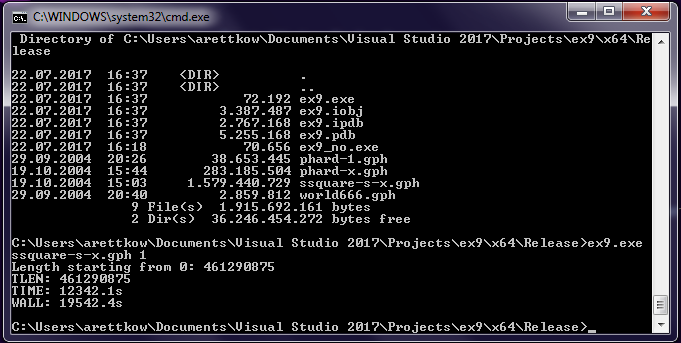 C:\WINDOWS\system32\cmd.exe
Directory of C:\Users\arettkow\Documents\Visual Studio 2017\Projects\ex9\x64\Re
lease
22.07.2017  16:37    <DIR>          .
22.07.2017  16:37    <DIR>          ..
22.07.2017  16:37            72.192 ex9.exe
22.07.2017  16:37         3.387.487 ex9.iobj
22.07.2017  16:37         2.767.168 ex9.ipdb
22.07.2017  16:37         5.255.168 ex9.pdb
22.07.2017  16:18            70.656 ex9_no.exe
29.09.2004  20:26        38.653.445 phard-1.gph
19.10.2004  15:44       283.185.504 phard-x.gph
19.10.2004  15:03     1.579.440.729 ssquare-s-x.gph
29.09.2004  20:40         2.859.812 world666.gph
9 File(s)  1.915.692.161 bytes
2 Dir(s)  36.246.454.272 bytes free
C:\Users\arettkow\Documents\Visual Studio 2017\Projects\ex9\x64\Release>ex9.exe
ssquare-s-x.gph 1
Length starting from 0: 461290875
TLEN: 461290875
TIME: 12342.1s
WALL: 19542.4s
C:\Users\arettkow\Documents\Visual Studio 2017\Projects\ex9\x64\Release>_